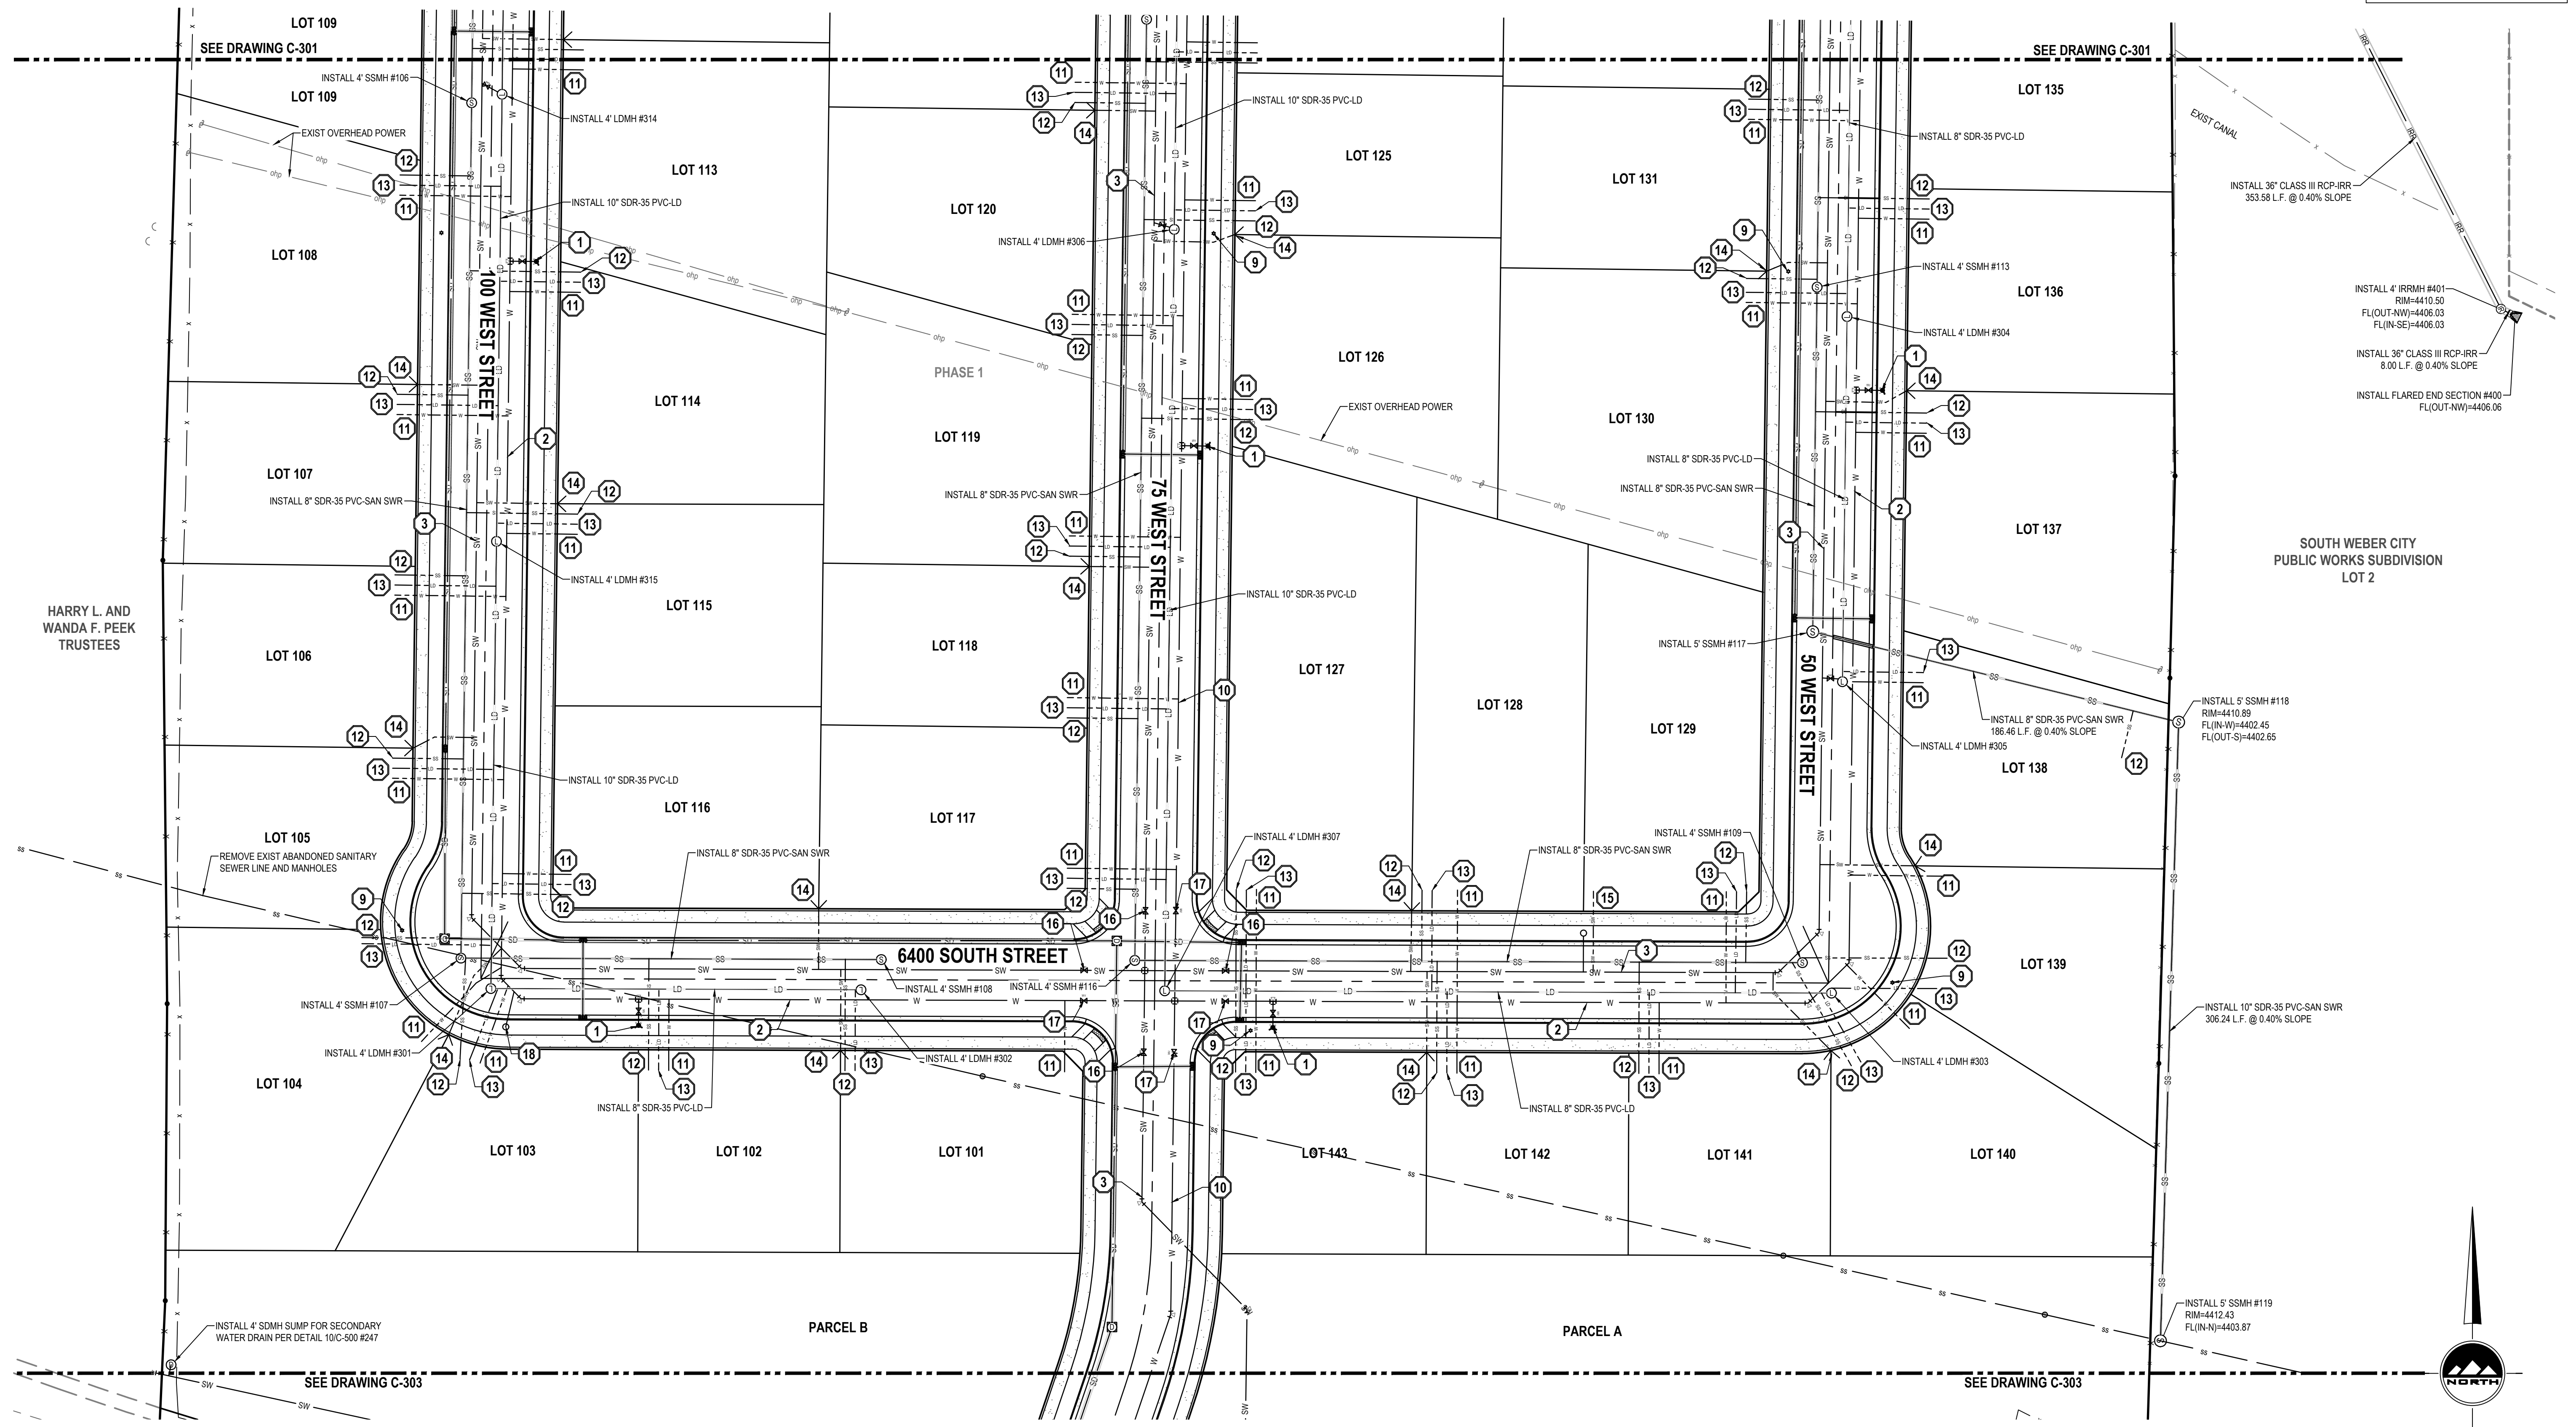 LOT 109
SEE DRAWING C-301
SEE DRAWING C-301
INSTALL 4' SSMH #106
LOT 109
INSTALL 4' LDMH #314
EXIST OVERHEAD POWER
LOT 113
INSTALL 10" SDR-35 PVC-LD
LOT 108
100 WEST STREET
LOT 107
LOT 114
INSTALL 8" SDR-35 PVC-SAN SWR
INSTALL 4' LDMH #315
HARRY L. AND
WANDA F. PEEK
TRUSTEES
LOT 106
LOT 115
INSTALL 10" SDR-35 PVC-LD
LOT 116
LOT 105
REMOVE EXIST ABANDONED SANITARY
SEWER LINE AND MANHOLES
INSTALL 8" SDR-35 PVC-SAN SWR
INSTALL 10" SDR-35 PVC-LD
LOT 120
INSTALL 4' LDMH #306
LOT 125
PHASE 1
LOT 126
LOT 119
EXIST OVERHEAD POWER
INSTALL 8" SDR-35 PVC-SAN SWR
75 WEST STREET
INSTALL 10" SDR-35 PVC-LD
LOT 118
LOT 127
LOT 117
INSTALL 4' LDMH #307
LOT 135
INSTALL 8" SDR-35 PVC-LD
LOT 131
INSTALL 4' SSMH #113
LOT 136
INSTALL 4' LDMH #304
LOT 130
INSTALL 8" SDR-35 PVC-LD
INSTALL 8" SDR-35 PVC-SAN SWR
LOT 137
INSTALL 5' SSMH #117
50 WEST STREET
LOT 128
LOT 129
INSTALL 8" SDR-35 PVC-SAN SWR
186.46 L.F. @ 0.40% SLOPE
INSTALL 4' LDMH #305
LOT 138
INSTALL 4' SSMH #109
INSTALL 8" SDR-35 PVC-SAN SWR
EXIST CANAL
INSTALL 36" CLASS III RCP-IRR
353.58 L.F. @ 0.40% SLOPE
INSTALL 4' IRRMH #401
RIM=4410.50
FL(OUT-NW)=4406.03
FL(IN-SE)=4406.03
INSTALL 36" CLASS III RCP-IRR
8.00 L.F. @ 0.40% SLOPE
INSTALL FLARED END SECTION #400
FL(OUT-NW)=4406.06
SOUTH WEBER CITY
PUBLIC WORKS SUBDIVISION
LOT 2
INSTALL 5' SSMH #118
RIM=4410.89
FL(IN-W)=4402.45
FL(OUT-S)=4402.65
6400 SOUTH STREET
INSTALL 4' SSMH #107
INSTALL 4' SSMH #108
INSTALL 4' SSMH #116
LOT 139
INSTALL 10" SDR-35 PVC-SAN SWR
306.24 L.F. @ 0.40% SLOPE
INSTALL 4' LDMH #301
INSTALL 4' LDMH #302
INSTALL 4' LDMH #303
LOT 104
INSTALL 8" SDR-35 PVC-LD
INSTALL 8" SDR-35 PVC-LD
LOT 103
LOT 102
LOT 101
LOT 143
LOT 142
LOT 141
LOT 140
INSTALL 4' SDMH SUMP FOR SECONDARY
WATER DRAIN PER DETAIL 10/C-500 #247
PARCEL B
PARCEL A
INSTALL 5' SSMH #119
RIM=4412.43
FL(IN-N)=4403.87
SEE DRAWING C-303
SEE DRAWING C-303
NORTH